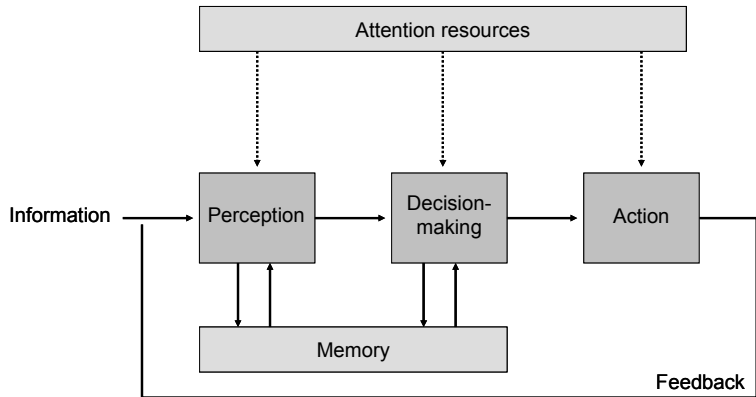 Attention resources
Information
Perception
Decision-
making
Action
Memory
Feedback